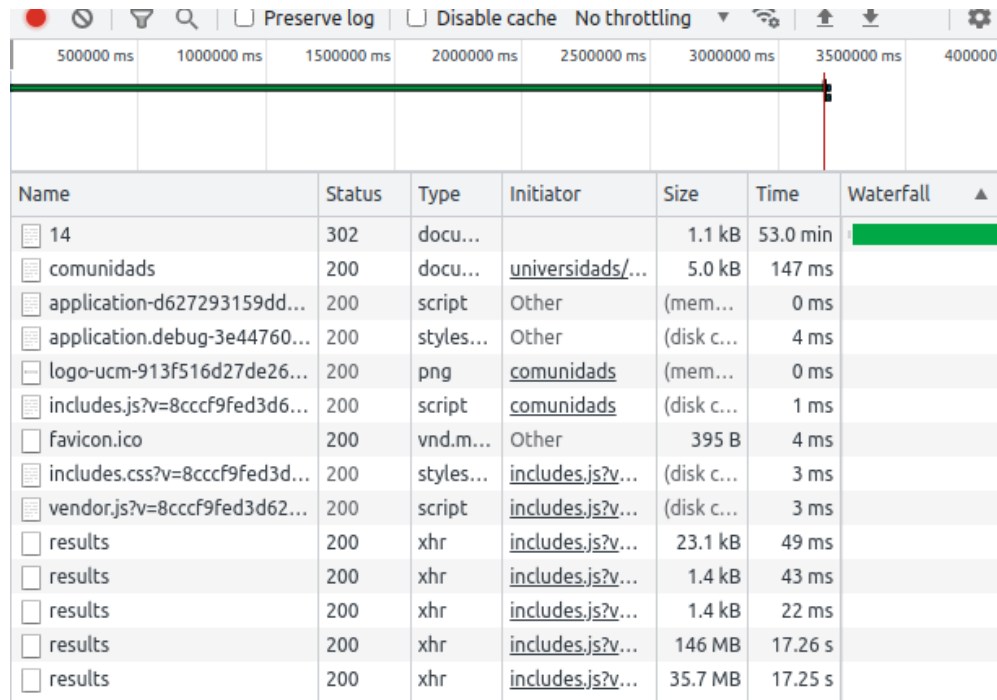 Preserve log Disable cache No throttling
500000 ms 1000000 ms 1500000 ms 2000000 ms 2500000 ms 3000000 ms 3500000 ms 400000
Name Status Type Initiator Size Time Waterfall
14 302 docu... 1.1 kB 53.0 min
comunidads 200 docu... universidads/... 5.0 kB 147 ms
application-d627293159dd... 200 script Other (mem... 0 ms
application.debug-3e44760... 200 styles... Other (disk c... 4 ms
logo-ucm-913f516d27de26... 200 png comunidads (mem... 0 ms
includes.js?v=8cccf9fed3d6... 200 script comunidads (disk c... 1 ms
favicon.ico 200 vnd.m... Other 395 B 4 ms
includes.css?v=8cccf9fed3d... 200 styles... includes.js?v... (disk c... 3 ms
vendor.js?v=8cccf9fed3d62... 200 script includes.js?v... (disk c... 3 ms
results 200 xhr includes.js?v... 23.1 kB 49 ms
results 200 xhr includes.js?v... 1.4 kB 43 ms
results 200 xhr includes.js?v... 1.4 kB 22 ms
results 200 xhr includes.js?v... 146 MB 17.26 s
results 200 xhr includes.js?v... 35.7 MB 17.25 s